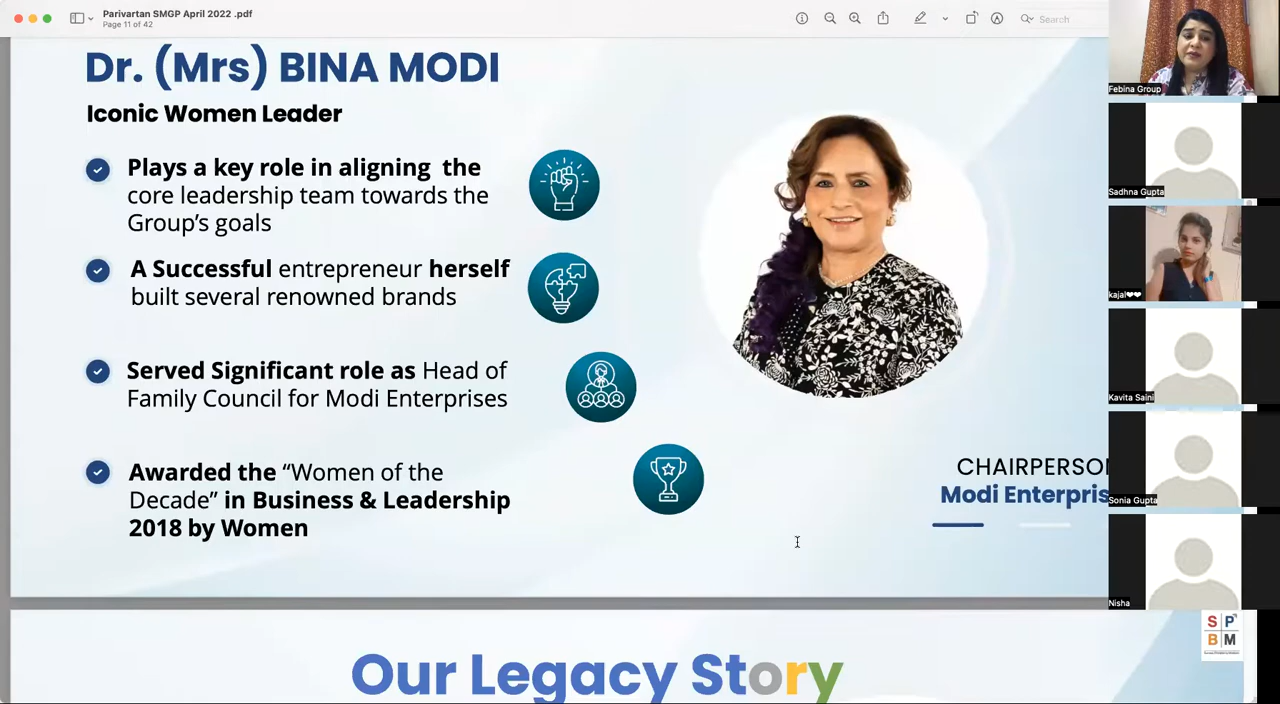 Parivartan SMGP April 2022 .pdf
Page 11 of 42
Search
Dr. (Mrs) BINA MODI
Iconic Women Leader
Plays a key role in aligning the
core leadership team towards the
Group's goals
A Successful entrepreneur herself
built several renowned brands
Served Significant role as Head of
Family Council for Modi Enterprises
Awarded the “Women of the
Decade” in Business & Leadership
2018 by Women
CHAIRPERSON
Modi Enterpris
Our Legacy Story
Febina Group
Sadhna Gupta
kajal❤❤
Kavita Saini
Sonia Gupta
Nisha
S P
B M